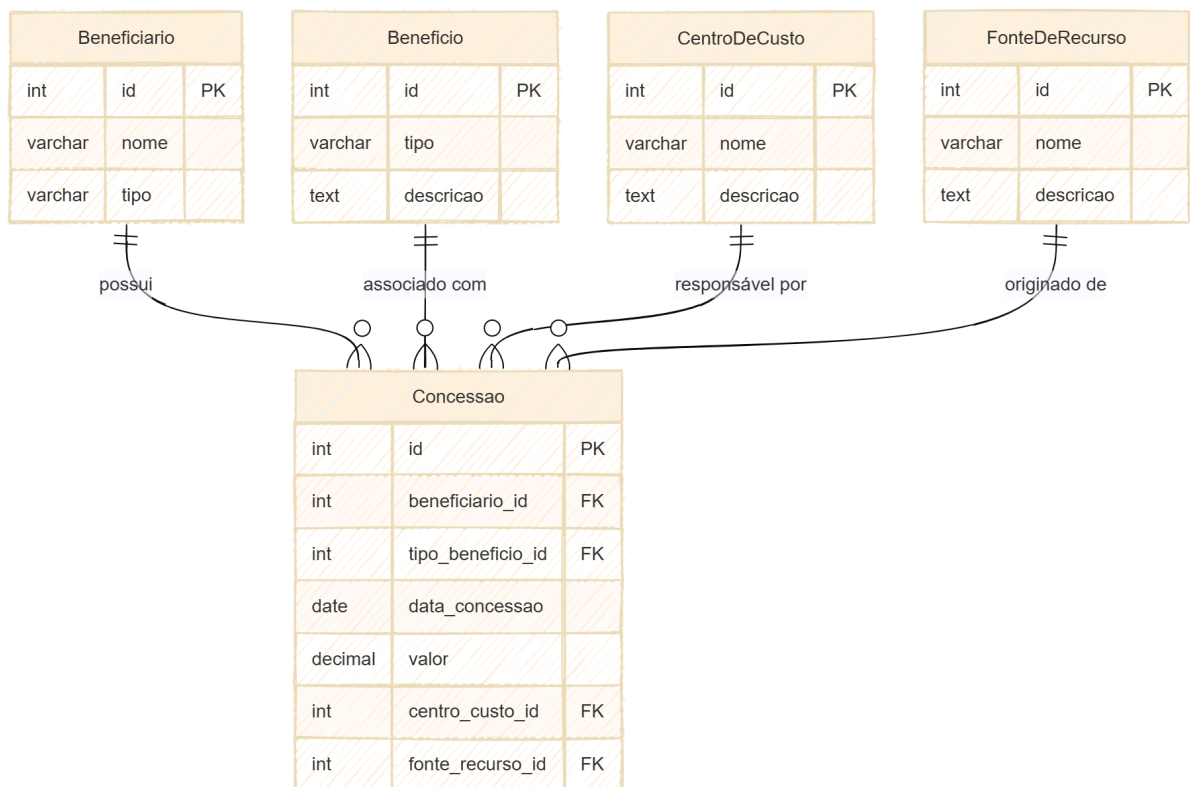 Beneficiario
int id PK
varchar nome
varchar tipo
Beneficio
int id PK
varchar tipo
text descricao
CentroDeCusto
int id PK
varchar nome
text descricao
FonteDeRecurso
int id PK
varchar nome
text descricao
possui
associado com
responsável por
originado de
Concessao
int id PK
int beneficiario_id FK
int tipo_beneficio_id FK
date data_concessao
decimal valor
int centro_custo_id FK
int fonte_recurso_id FK